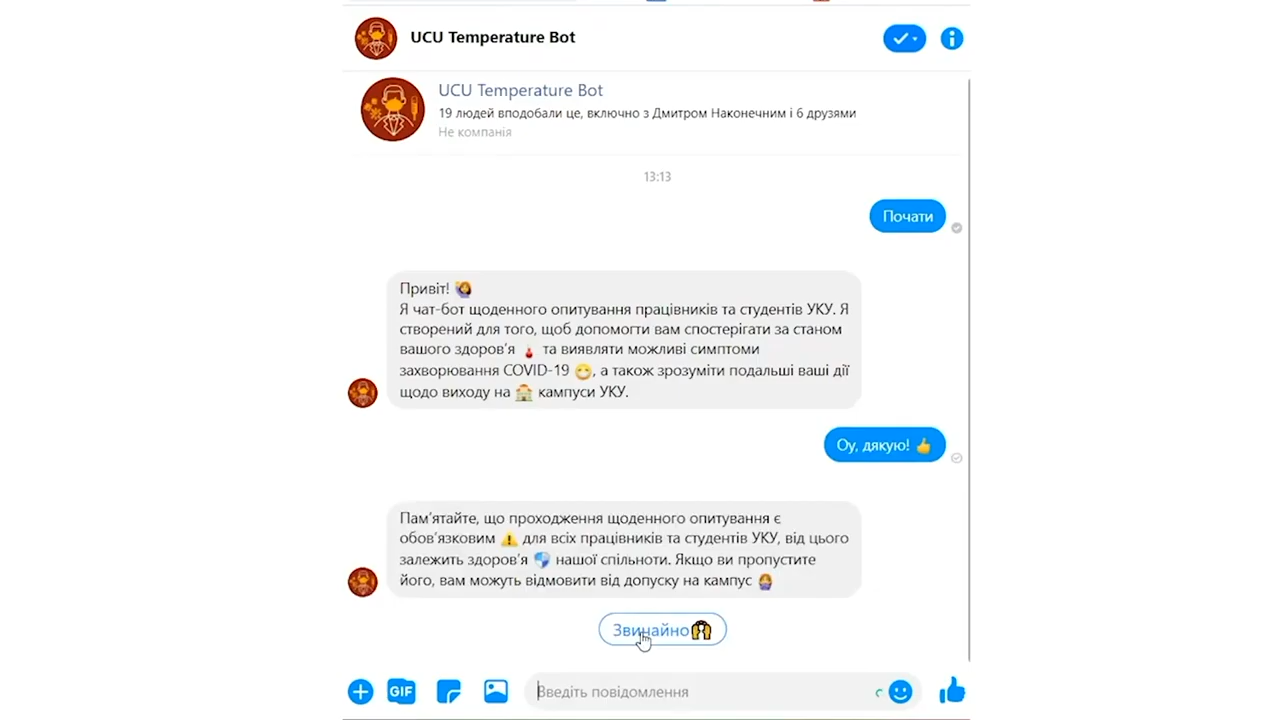 UCU Temperature Bot
UCU Temperature Bot
19 людей вподобали це, включно з Дмитром Наконечним і 6 друзями
Не компанія
13:13
Почати
Привіт! 🙋‍♀️
Я чат-бот щоденного опитування працівників та студентів УКУ. Я
створений для того, щоб допомогти вам спостерігати за станом
вашого здоров'я 🌡️ та виявляти можливі симптоми
захворювання COVID-19 😷, а також зрозуміти подальші ваші дії
щодо виходу на 🏫 кампуси УКУ.
Оу, дякую! 👍
Пам'ятайте, що проходження щоденного опитування є
обов'язковим ⚠️ для всіх працівників та студентів УКУ, від цього
залежить здоров'я 🛡️ нашої спільноти. Якщо ви пропустите
його, вам можуть відмовити від допуску на кампус 🤷‍♀️
Звичайно🙌
GIF
Введіть повідомлення